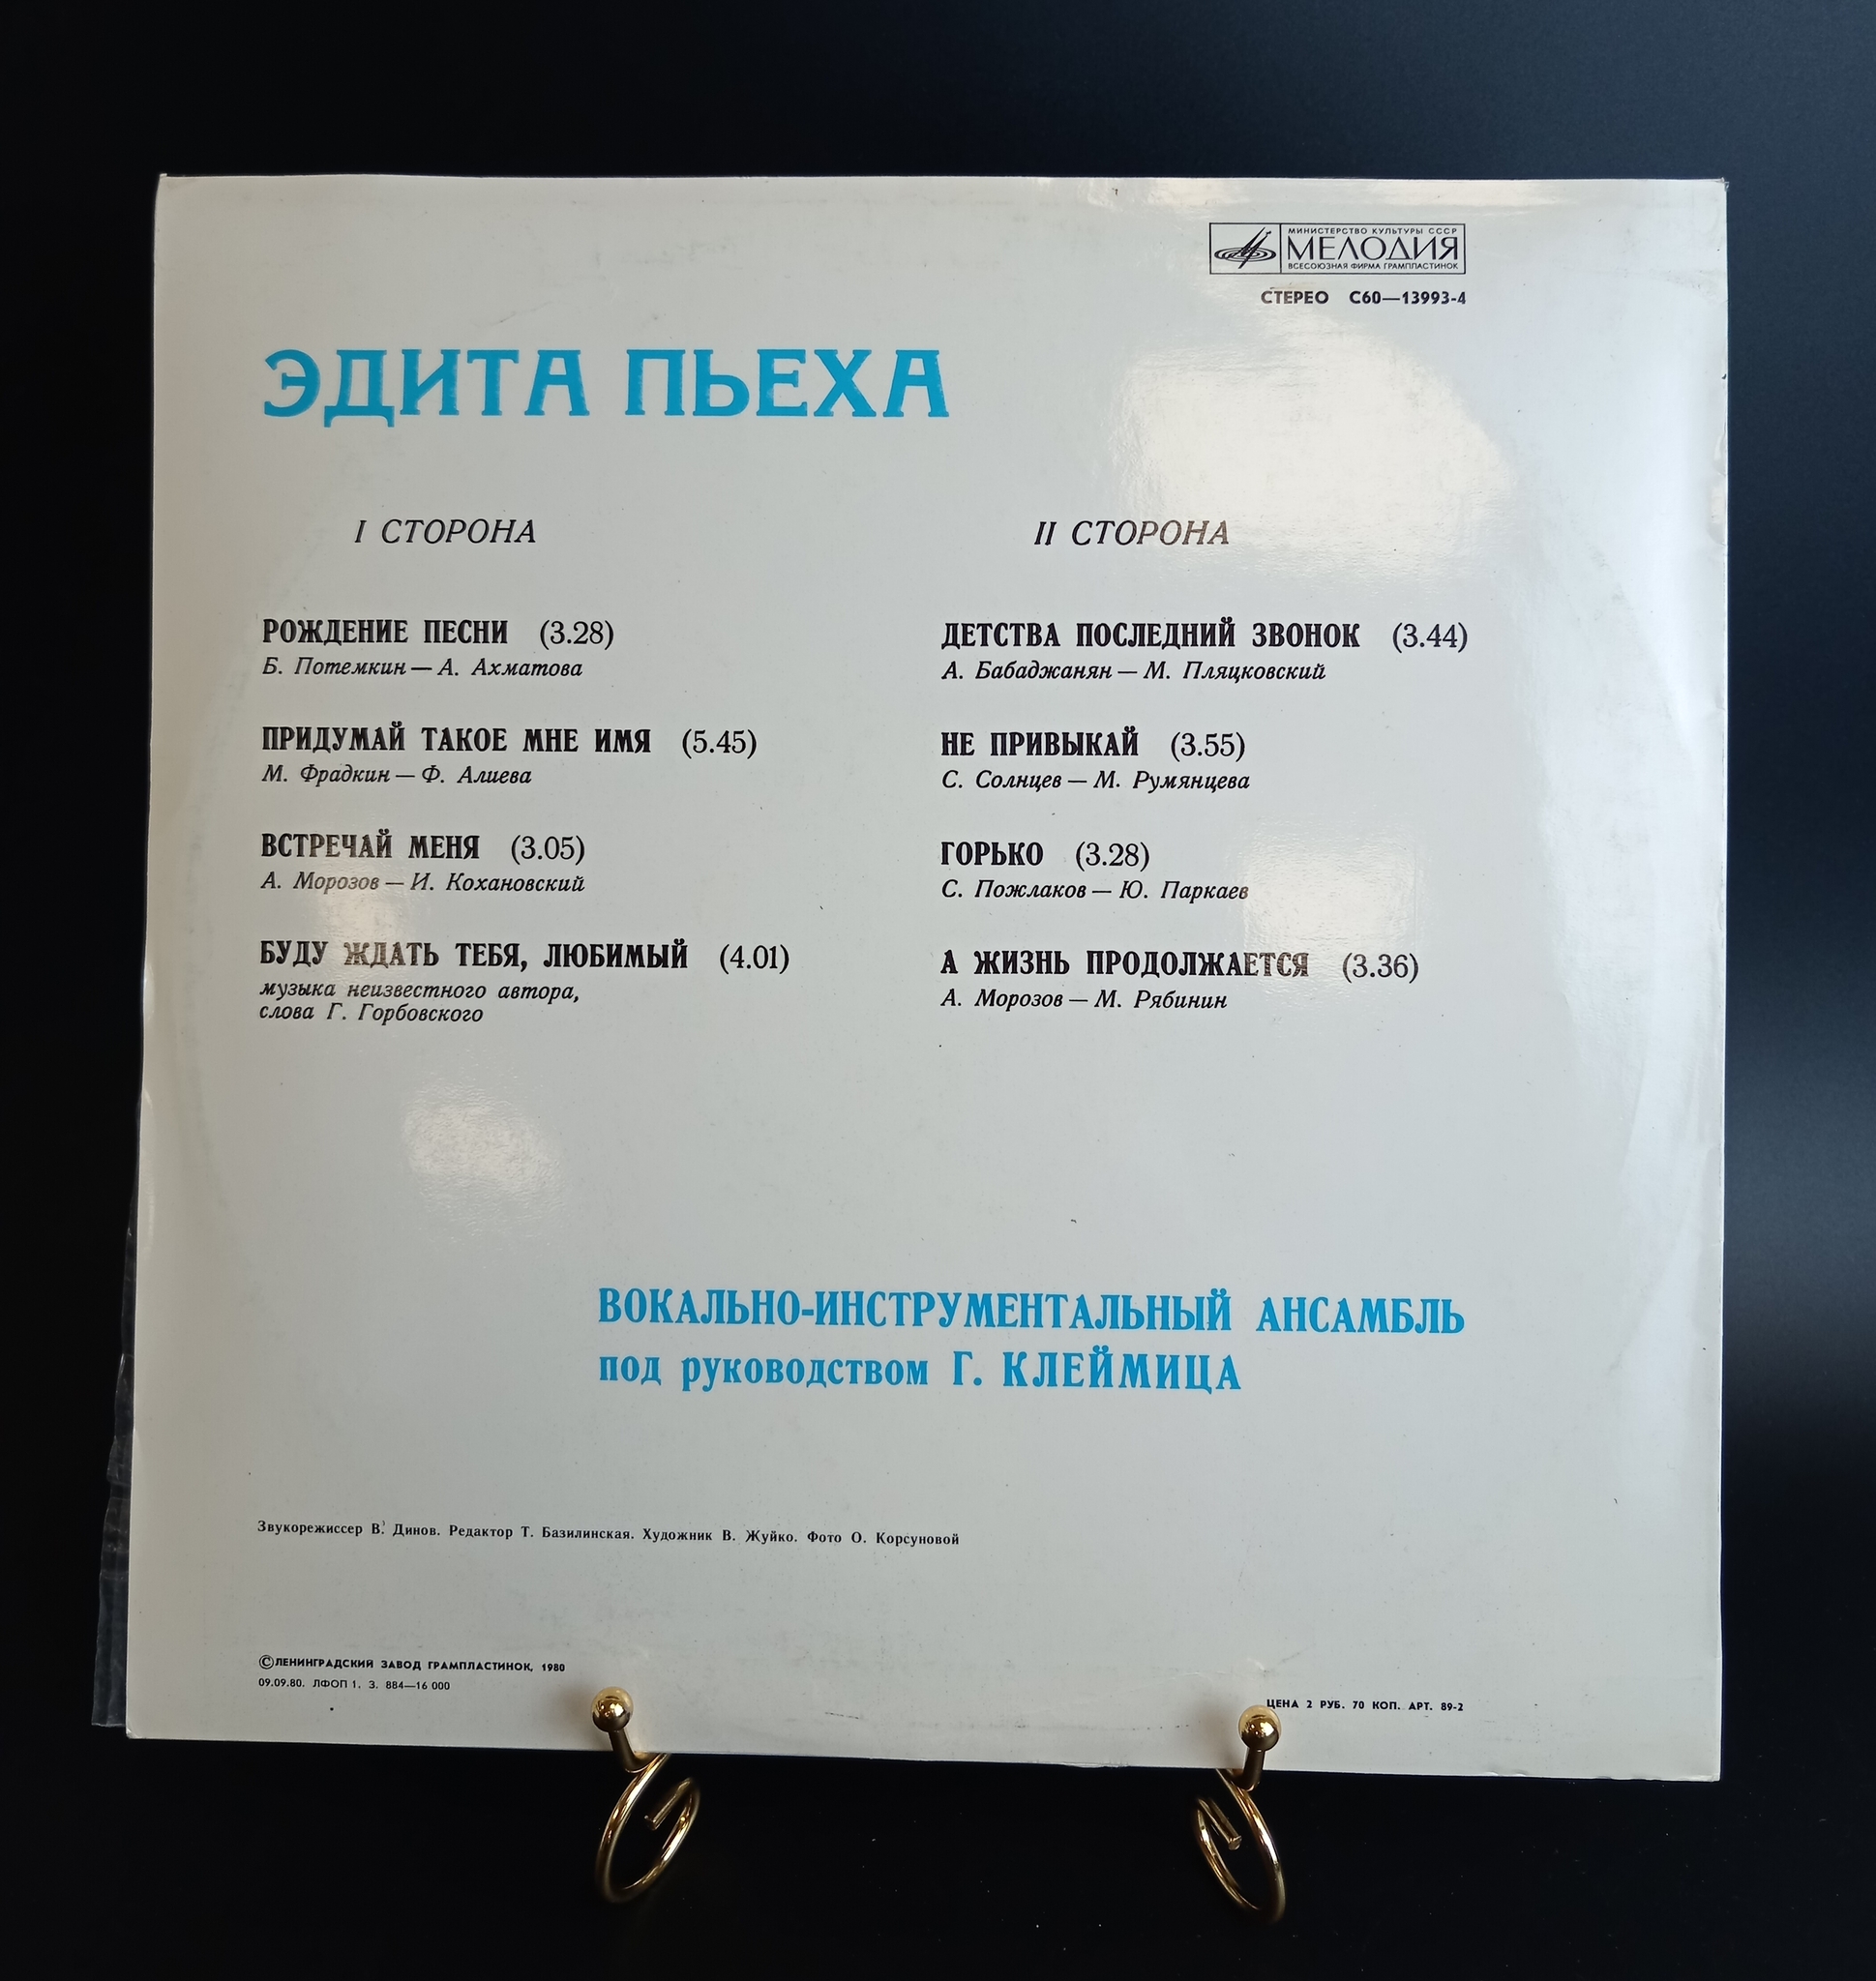 МИНИСТЕРСТВО КУЛЬТУРЫ СССР
МЕЛОДИЯ
ВСЕСОЮЗНАЯ ФИРМА ГРАМПЛАСТИНОК
СТЕРЕО С60—13993-4
ЭДИТА ПЬЕХА
I СТОРОНА
РОЖДЕНИЕ ПЕСНИ (3.28)
Б. Потемкин — А. Ахматова
ПРИДУМАЙ ТАКОЕ МНЕ ИМЯ (5.45)
М. Фрадкин — Ф. Алиева
ВСТРЕЧАЙ МЕНЯ (3.05)
А. Морозов — И. Кохановский
БУДУ ЖДАТЬ ТЕБЯ, ЛЮБИМЫЙ (4.01)
музыка неизвестного автора,
слова Г. Горбовского
II СТОРОНА
ДЕТСТВА ПОСЛЕДНИЙ ЗВОНОК (3.44)
А. Бабаджанян — М. Пляцковский
НЕ ПРИВЫКАЙ (3.55)
С. Солнцев — М. Румянцева
ГОРЬКО (3.28)
С. Пожлаков — Ю. Паркаев
А ЖИЗНЬ ПРОДОЛЖАЕТСЯ (3.36)
А. Морозов — М. Рябинин
ВОКАЛЬНО-ИНСТРУМЕНТАЛЬНЫЙ АНСАМБЛЬ
под руководством Г. КЛЕЙМИЦА
Звукорежиссер В. Динов. Редактор Т. Базилинская. Художник В. Жуйко. Фото О. Корсуновой
©ЛЕНИНГРАДСКИЙ ЗАВОД ГРАМПЛАСТИНОК, 1980
09.09.80. ЛФОП 1. З. 884—16 000
ЦЕНА 2 РУБ. 70 КОП. АРТ. 89-2